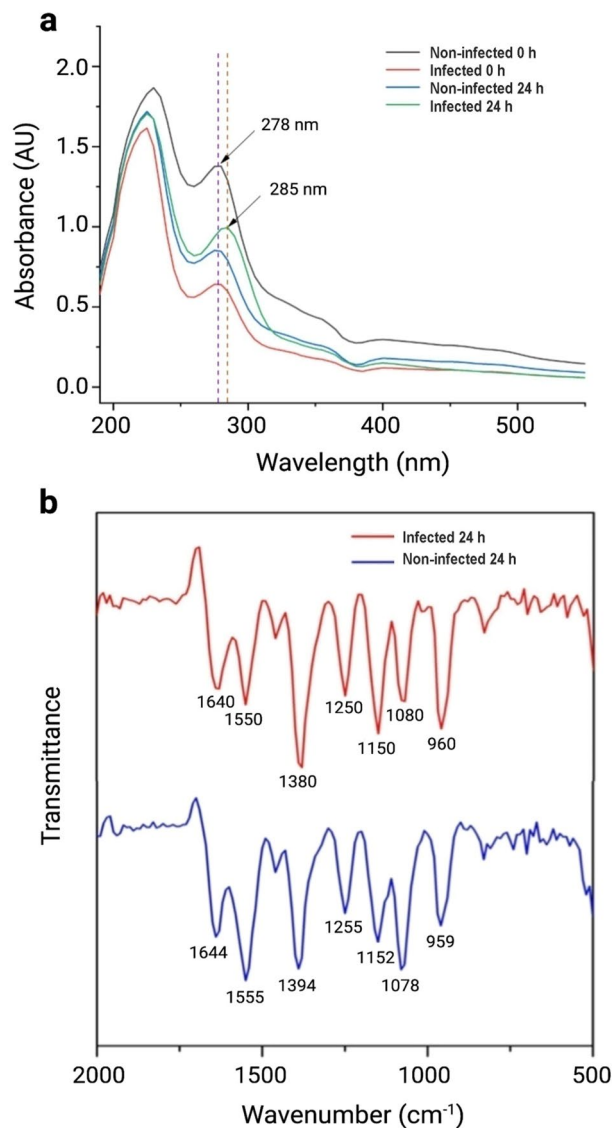 a
Non-infected 0 h
Infected 0 h
Non-infected 24 h
Infected 24 h
278 nm
285 nm
2.0
1.5
1.0
0.5
0.0
Absorbance (AU)
200
300
400
500
Wavelength (nm)
b
Infected 24 h
Non-infected 24 h
1640
1550
1380
1250
1150
1080
960
1644
1555
1394
1255
1152
1078
959
Transmittance
2000
1500
1000
500
Wavenumber (cm⁻¹)